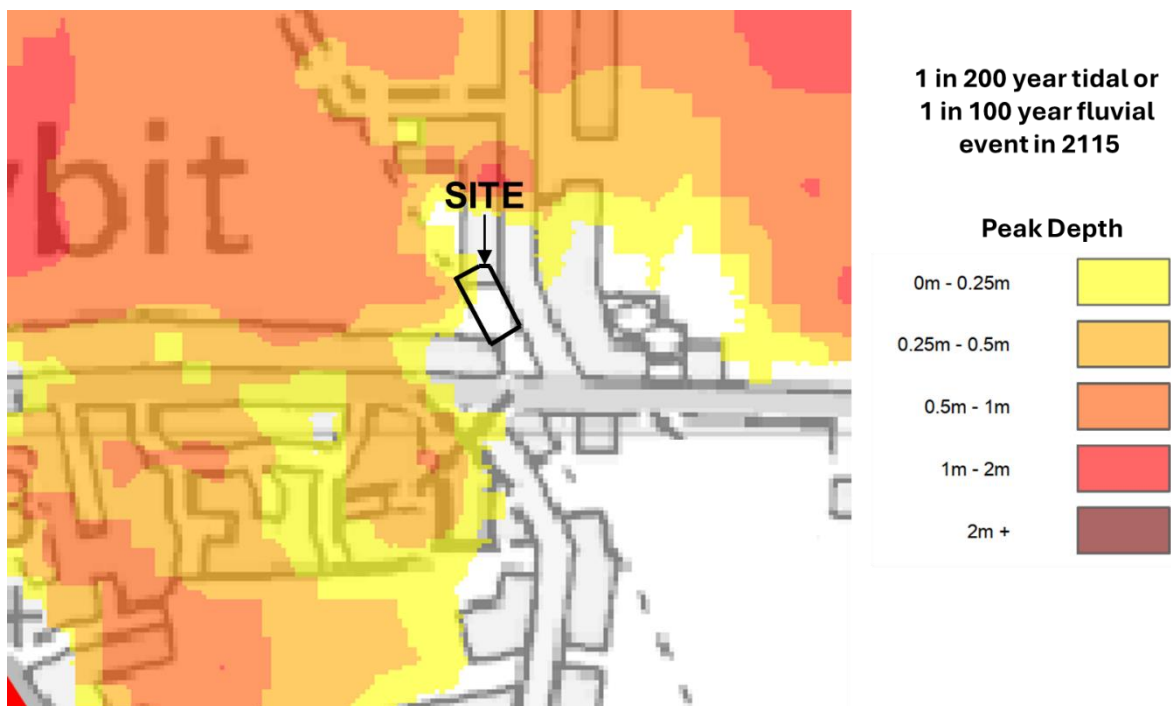 bit
SITE
1 in 200 year tidal or
1 in 100 year fluvial
event in 2115
Peak Depth
0m - 0.25m
0.25m - 0.5m
0.5m - 1m
1m - 2m
2m +